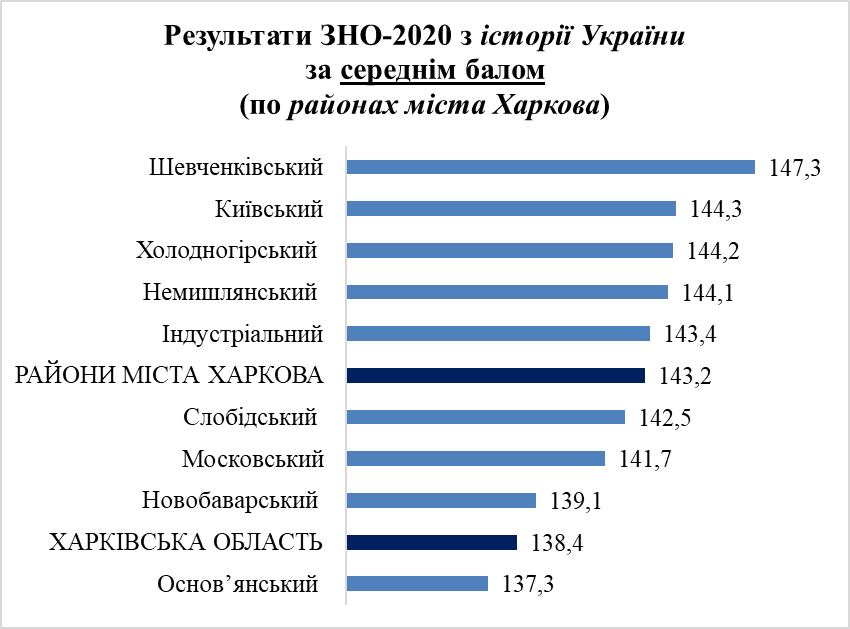 Результати ЗНО-2020 з історії України
за середнім балом
(по районах міста Харкова)
Шевченківський 147,3
Київський 144,3
Холодногірський 144,2
Немишлянський 144,1
Індустріальний 143,4
РАЙОНИ МІСТА ХАРКОВА 143,2
Слобідський 142,5
Московський 141,7
Новобаварський 139,1
ХАРКІВСЬКА ОБЛАСТЬ 138,4
Основ’янський 137,3